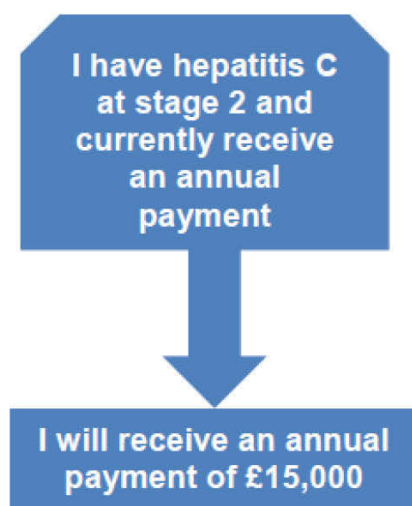 I have hepatitis C
at stage 2 and
currently receive
an annual
payment
I will receive an annual
payment of £15,000